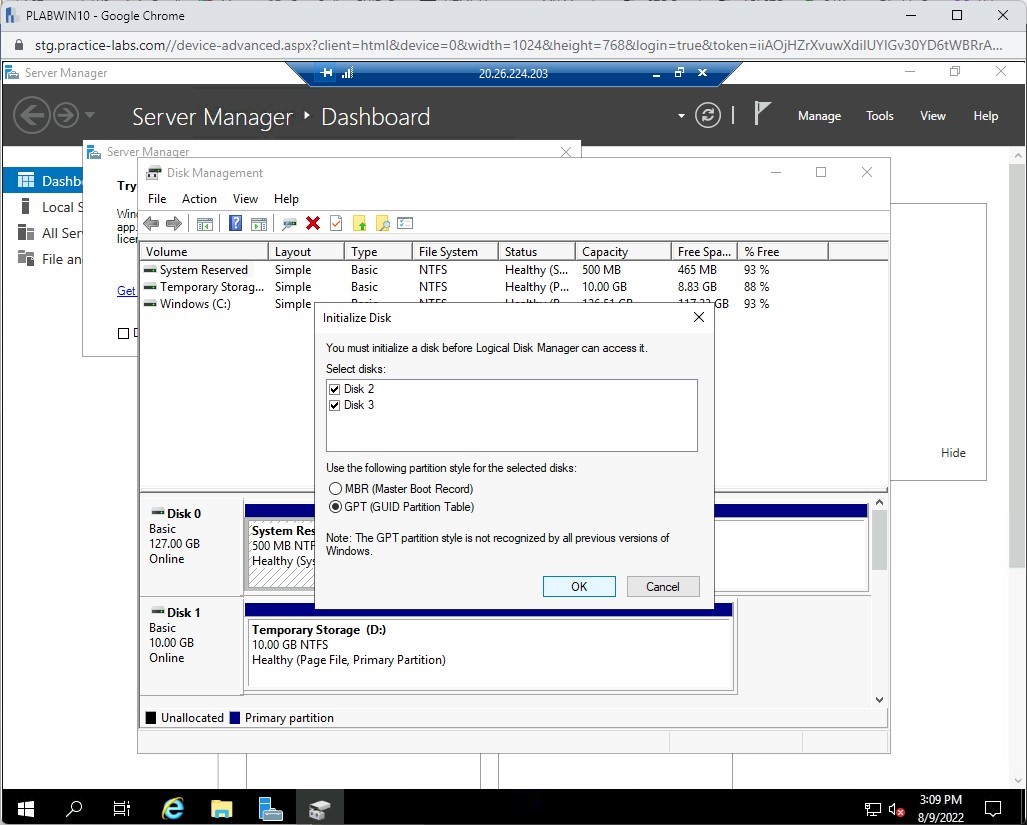 PLABWIN10 - Google Chrome
stg.practice-labs.com//device-advanced.aspx?client=html&device=0&width=1024&height=768&login=true&token=iiAOjHZrXvuwXdiIUYIGv30YD6tWBRrA...
Server Manager
20.26.224.203
Server Manager Dashboard
Manage Tools View Help
Server Manager
Dashb
Local S
All Ser
File an
Try
Win
app
licer
Get
Hide
Disk Management
File Action View Help
Volume Layout Type File System Status Capacity Free Spa... % Free
System Reserved Simple Basic NTFS Healthy (S... 500 MB 465 MB 93 %
Temporary Storag... Simple Basic NTFS Healthy (P... 10.00 GB 8.83 GB 88 %
Windows (C:) Simple Basic NTFS 117.33 GB 93 %
Initialize Disk
You must initialize a disk before Logical Disk Manager can access it.
Select disks:
Disk 2
Disk 3
Use the following partition style for the selected disks:
MBR (Master Boot Record)
GPT (GUID Partition Table)
Note: The GPT partition style is not recognized by all previous versions of
Windows.
OK Cancel
Disk 0
Basic
127.00 GB
Online
System Res
500 MB NTF
Healthy (Sys
Disk 1
Basic
10.00 GB
Online
Temporary Storage (D:)
10.00 GB NTFS
Healthy (Page File, Primary Partition)
Unallocated Primary partition
3:09 PM
8/9/2022